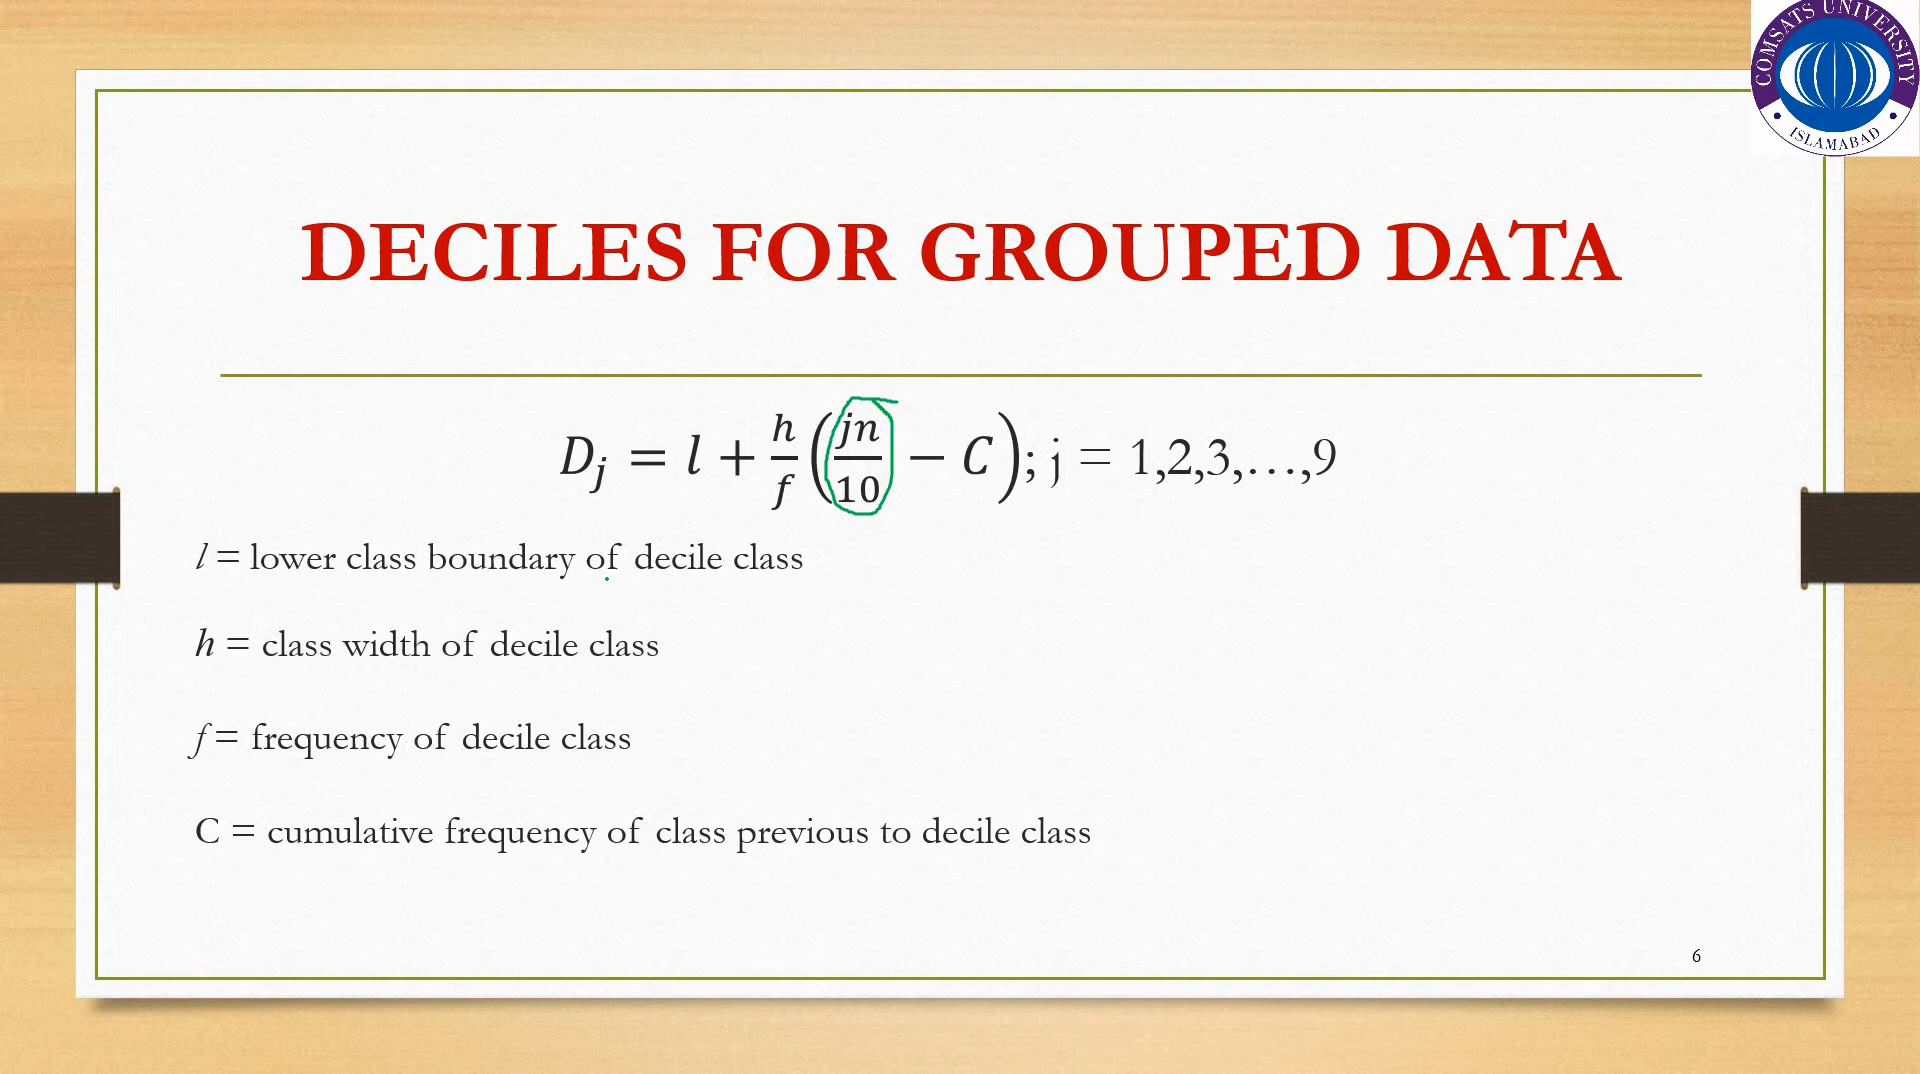 COMSATS UNIVERSITY
ISLAMABAD
DECILES FOR GROUPED DATA
D_j = l + h/f (jn/10 − C); j = 1,2,3,…,9
l = lower class boundary of decile class
h = class width of decile class
f = frequency of decile class
C = cumulative frequency of class previous to decile class
6